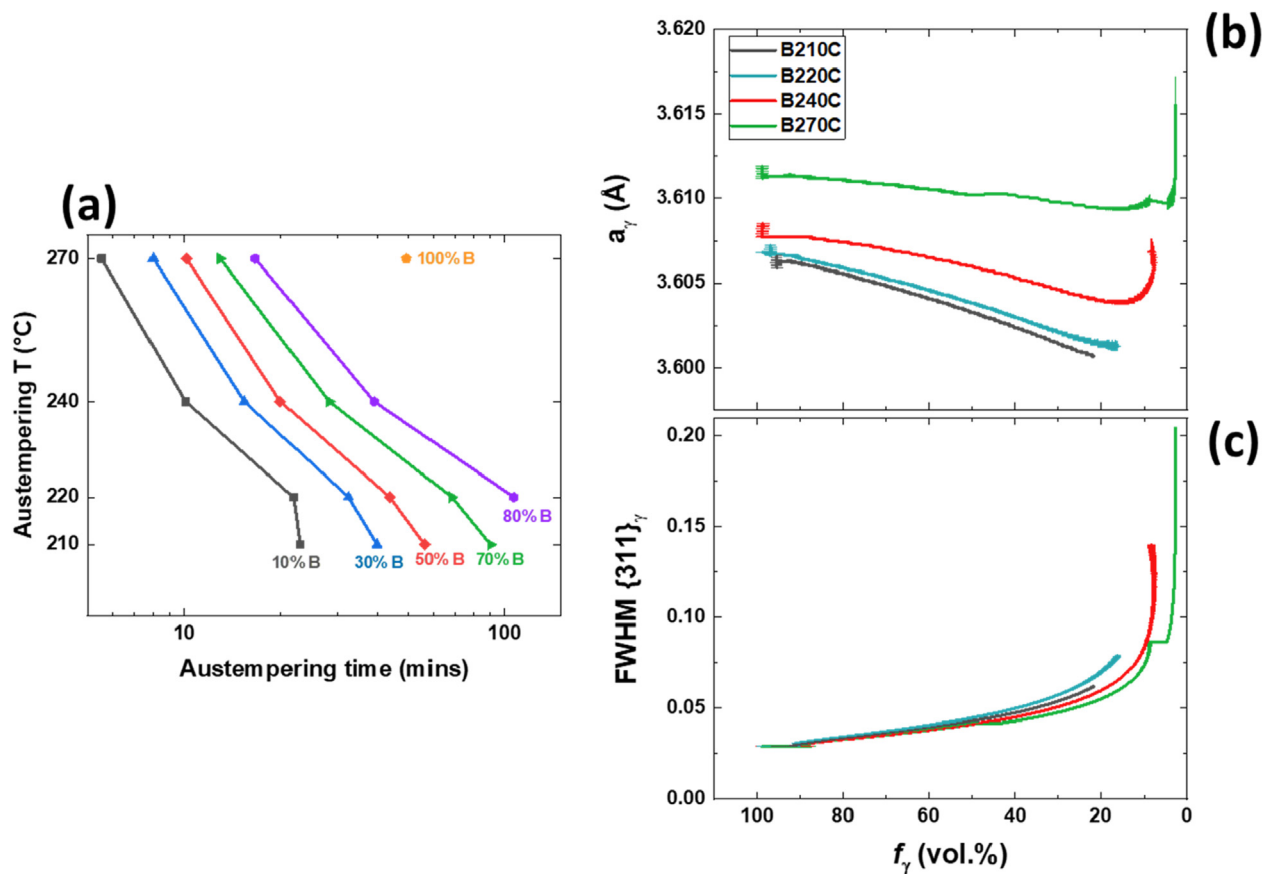 (a)
270
240
220
210
Austempering T (°C)
100% B
80% B
10% B
30% B
50% B
70% B
10
100
Austempering time (mins)
(b)
3.620
3.615
3.610
3.605
3.600
aγ (Å)
B210C
B220C
B240C
B270C
(c)
0.20
0.15
0.10
0.05
0.00
FWHM {311}γ
100
80
60
40
20
0
fγ (vol.%)